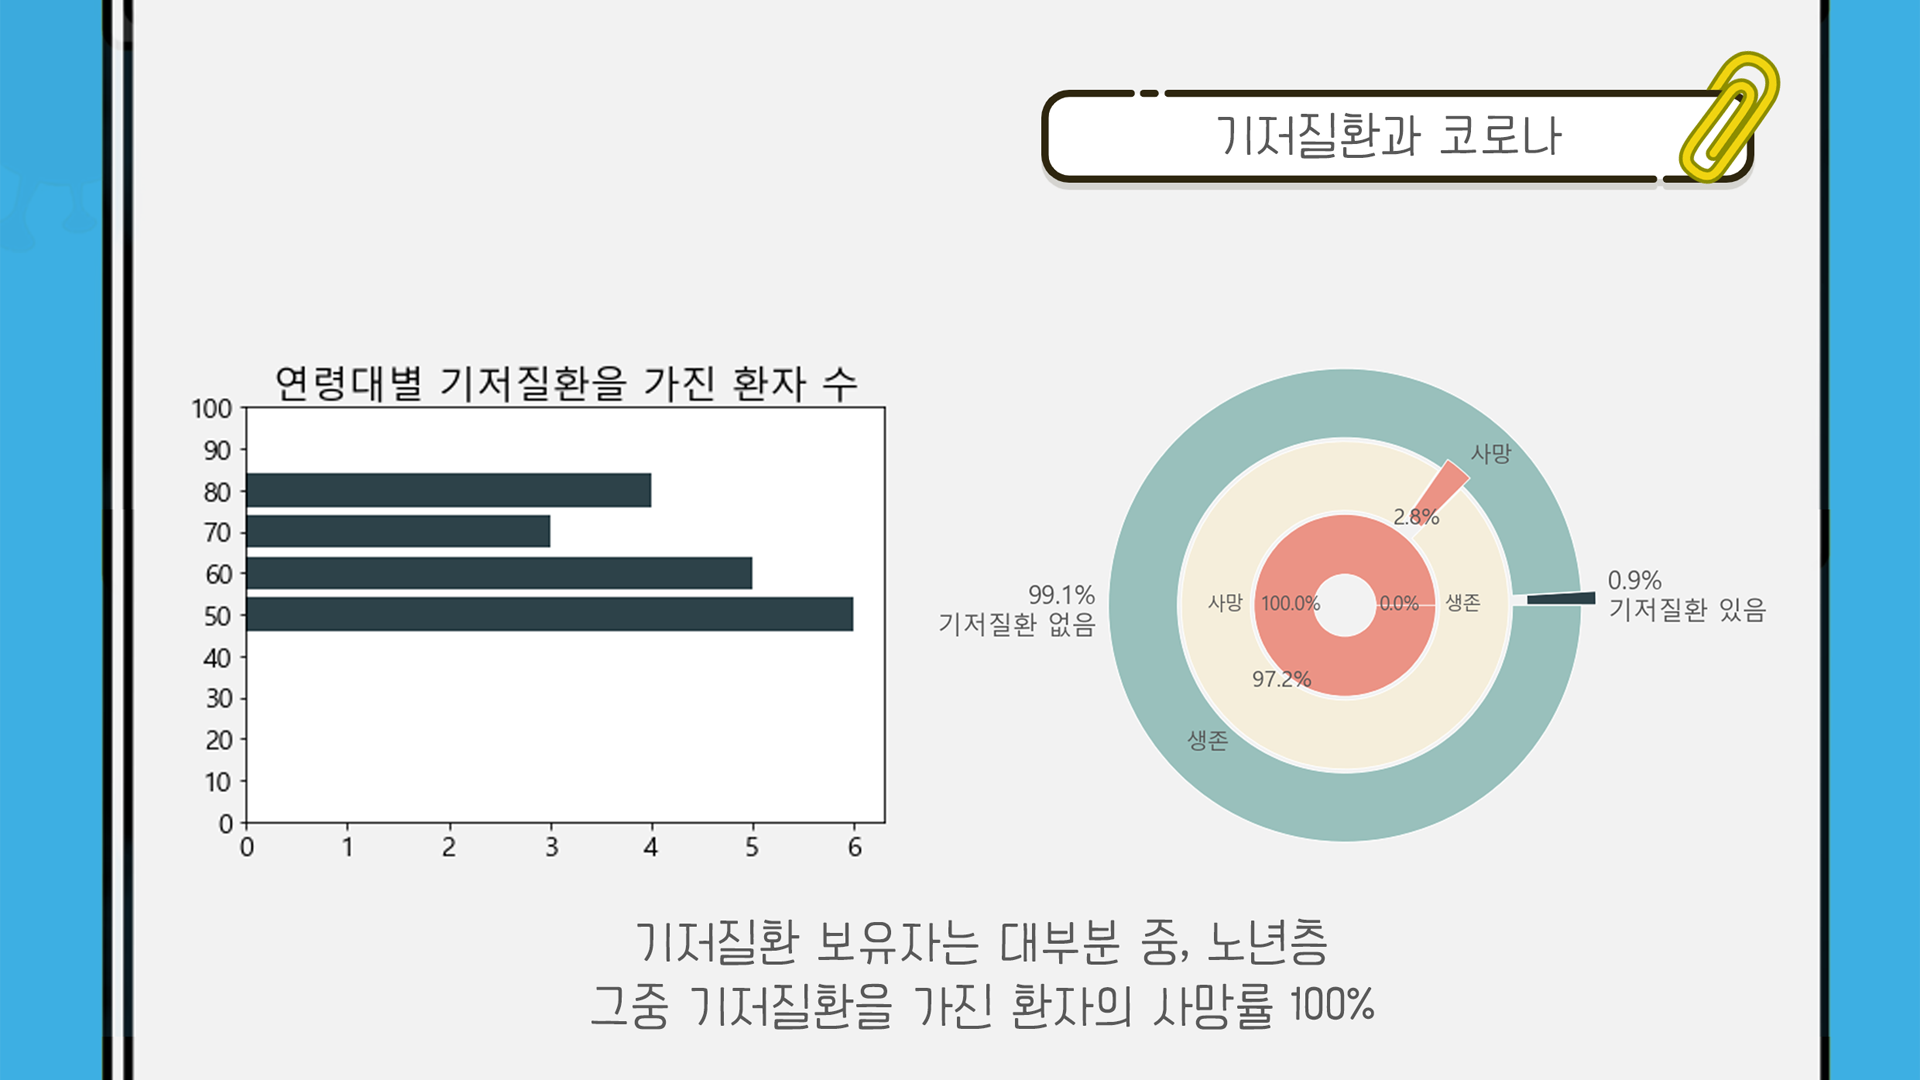 기저질환과 코로나
연령대별 기저질환을 가진 환자 수
100
90
80
70
60
50
40
30
20
10
0
0 1 2 3 4 5 6
사망
2.8%
99.1%
기저질환 없음
사망 100.0% 0.0% 생존
0.9%
기저질환 있음
97.2%
생존
기저질환 보유자는 대부분 중, 노년층
그중 기저질환을 가진 환자의 사망률 100%